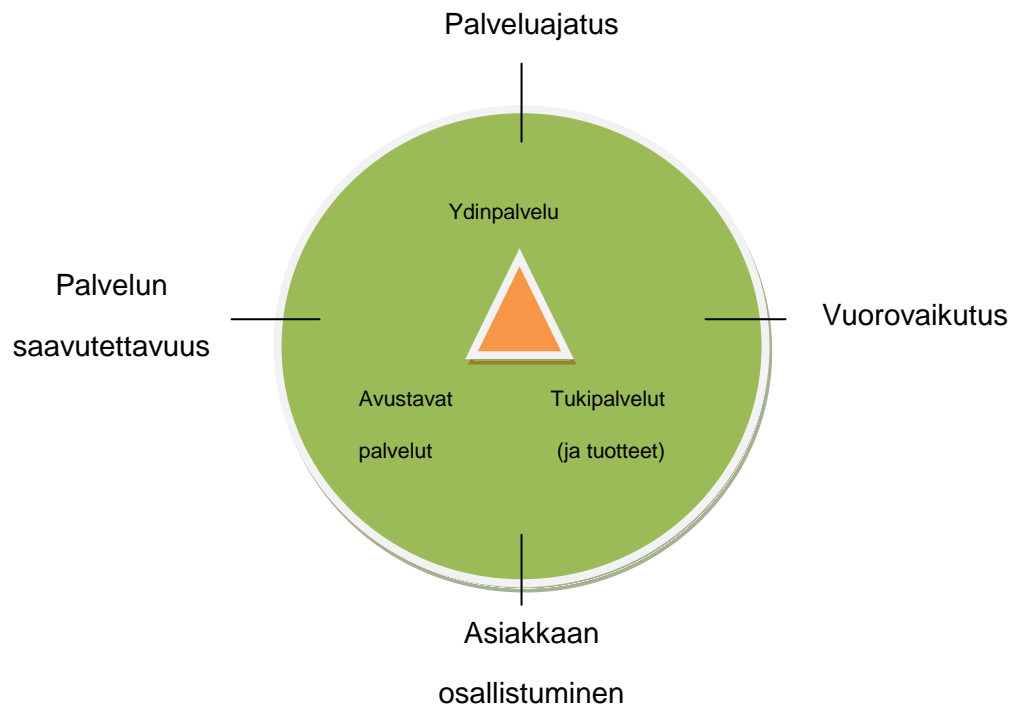 Palveluajatus
Ydinpalvelu
Palvelun
saavutettavuus
Vuorovaikutus
Avustavat
palvelut
Tukipalvelut
(ja tuotteet)
Asiakkaan
osallistuminen